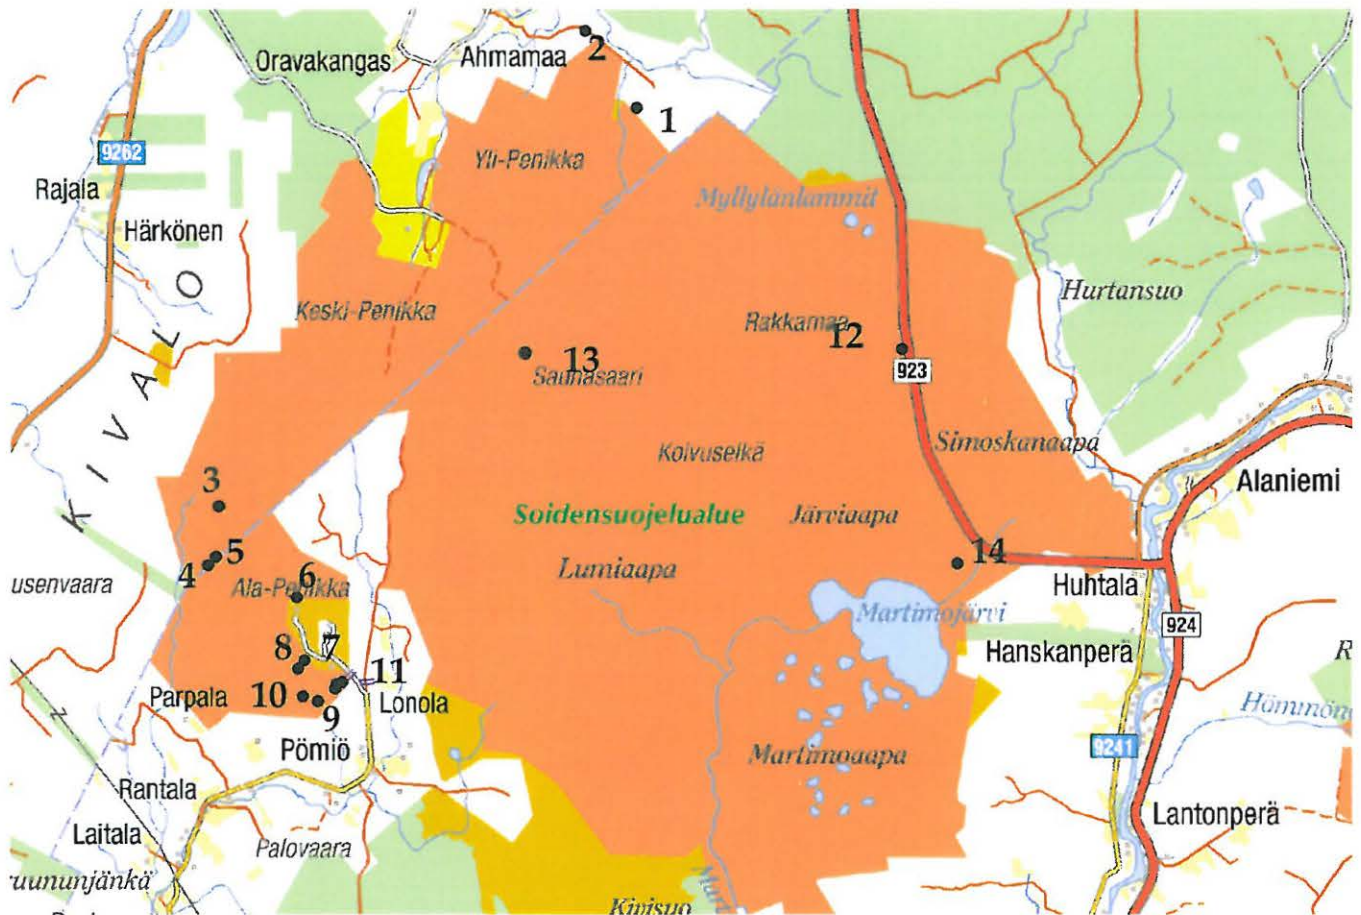 Oravakangas
Ahmamaa
2
1
9262
Yli-Penikka
Rajala
Myllylänlammit
Härkönen
KIVALO
Hurtansuo
Keski-Penikka
Rakkamaa
12
13
923
Saunasaari
Simoskanaapa
Koivuselkä
3
Alaniemi
Soidensuojelualue
Järviaapa
5
14
4
Lumiaapa
usenvaara
Ala-Penikka
6
Huhtala
Martimojärvi
924
8
7
Hanskanperä
R
11
Parpala
10
Lonola
9
Pömiö
9241
Martimoaapa
Rantala
Lantonperä
Laitala
Palovaara
uununjänkä
Kivisuo